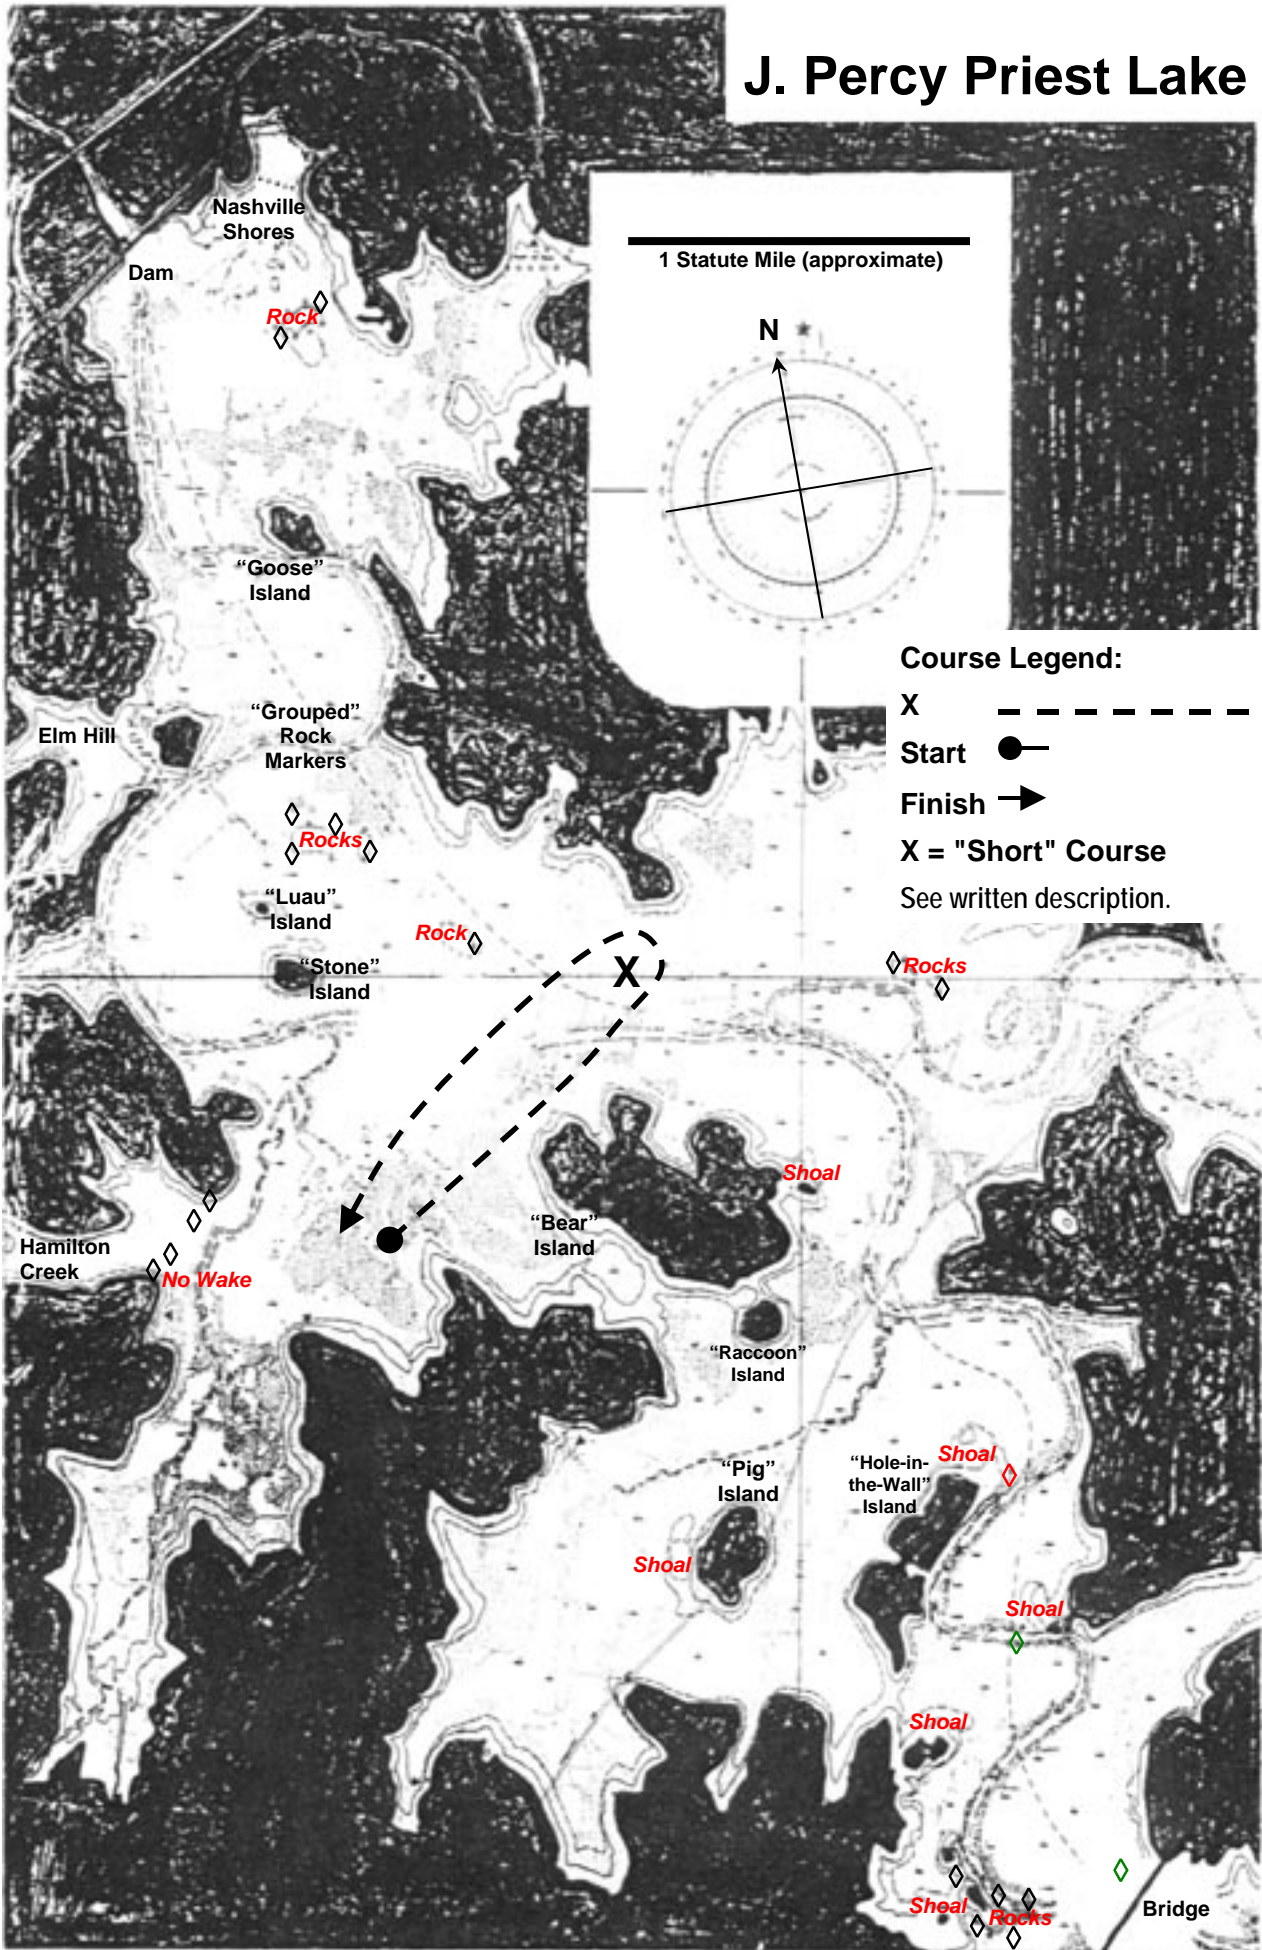 J. Percy Priest Lake
Nashville
Shores
Dam
1 Statute Mile (approximate)
Rock
N
"Goose"
Island
Course Legend:
X
Start
Finish
X = "Short" Course
See written description.
"Grouped"
Rock
Markers
Elm Hill
Rocks
"Luau"
Island
Rock
"Stone"
Island
X
Rocks
Shoal
"Bear"
Island
Hamilton
Creek
No Wake
"Raccoon"
Island
"Pig"
Island
"Hole-in-
the-Wall"
Island
Shoal
Shoal
Shoal
Shoal
Shoal
Rocks
Bridge